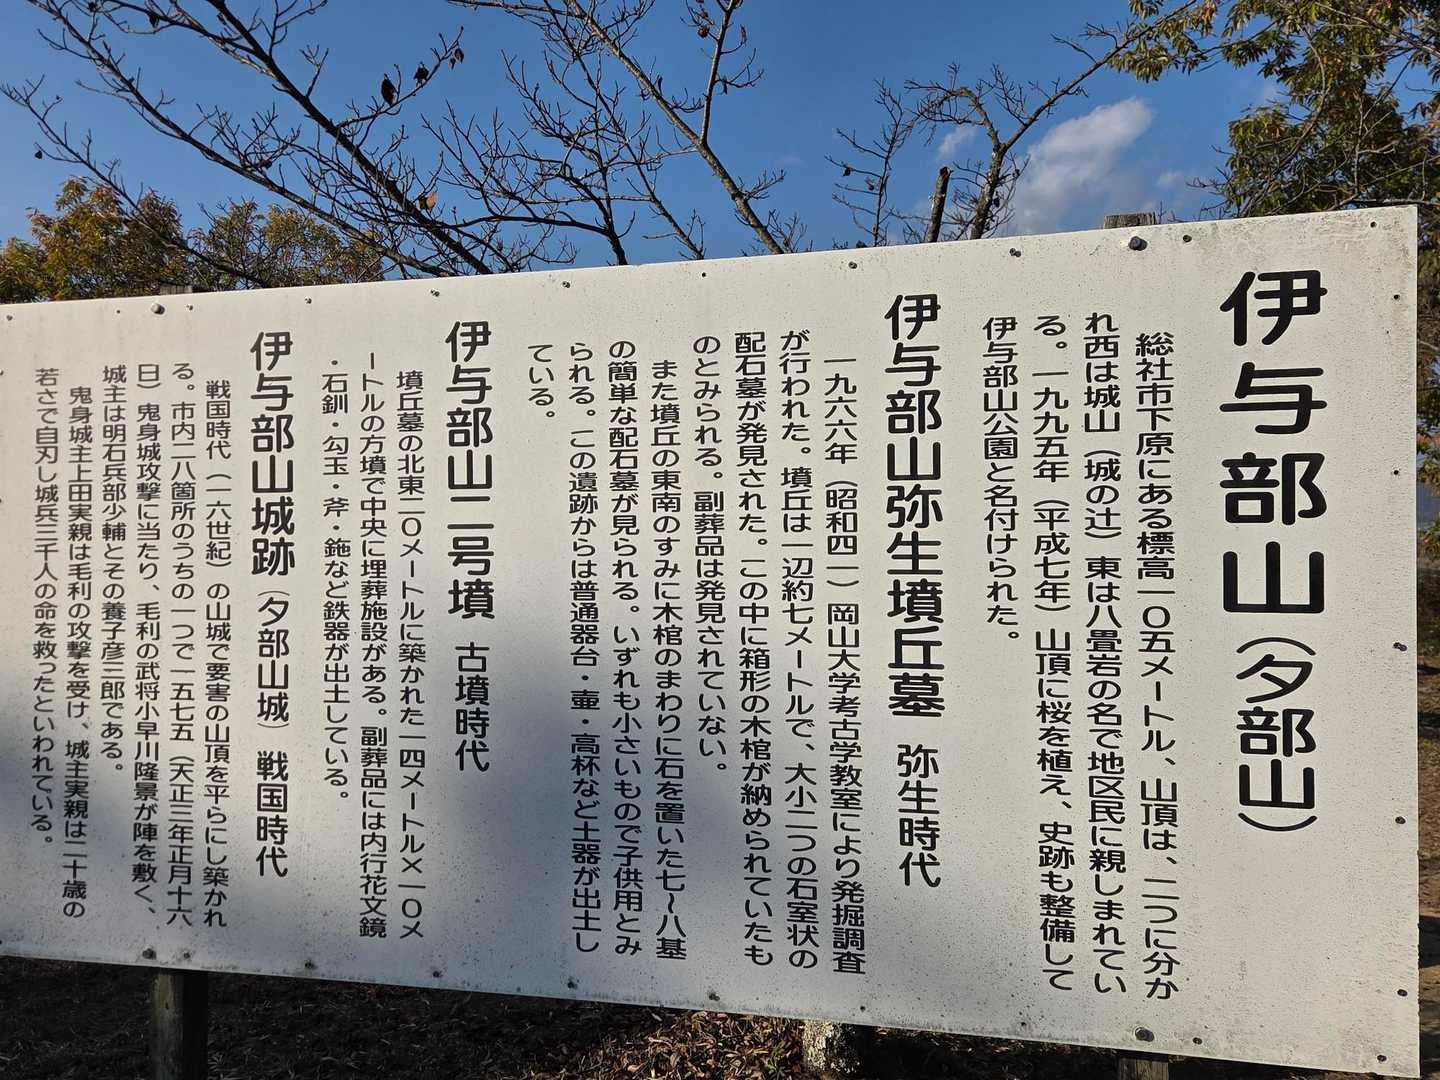 伊与部山（夕部山）
総社市下原にある標高一〇五メートル、山頂は、二つに分か
れ西は城山（城の辻）東は八畳岩の名で地区民に親しまれてい
る。一九九五年（平成七年）山頂に桜を植え、史跡も整備して
伊与部山公園と名付けられた。
伊与部山弥生墳丘墓 弥生時代
一九六六年（昭和四一）岡山大学考古学教室により発掘調査
が行われた。墳丘は一辺約七メートルで、大小二つの石室状の
配石墓が発見された。この中に箱形の木棺が納められていたも
のとみられる。副葬品は発見されていない。
また墳丘の東南のすみに木棺のまわりに石を置いた七〜八基
の簡単な配石墓が見られる。いずれも小さいもので子供用とみ
られる。この遺跡からは普通器台・壷・高杯など土器が出土し
ている。
伊与部山二号墳 古墳時代
墳丘墓の北東二〇メートルに築かれた一四メートル×一〇メ
ートルの方墳で中央に埋葬施設がある。副葬品には内行花文鏡
・石釧・勾玉・斧・鉇など鉄器が出土している。
伊与部山城跡（夕部山城）戦国時代
戦国時代（一六世紀）の山城で要害の山頂を平らにし築かれ
る。市内二八箇所のうちの一つで一五七五（天正三年正月十六
日）鬼身城攻撃に当たり、毛利の武将小早川隆景が陣を敷く、
城主は明石兵部少輔とその養子彦三郎である。
鬼身城主上田実親は毛利の攻撃を受け、城主実親は二十歳の
若さで自刃し城兵三千人の命を救ったといわれている。